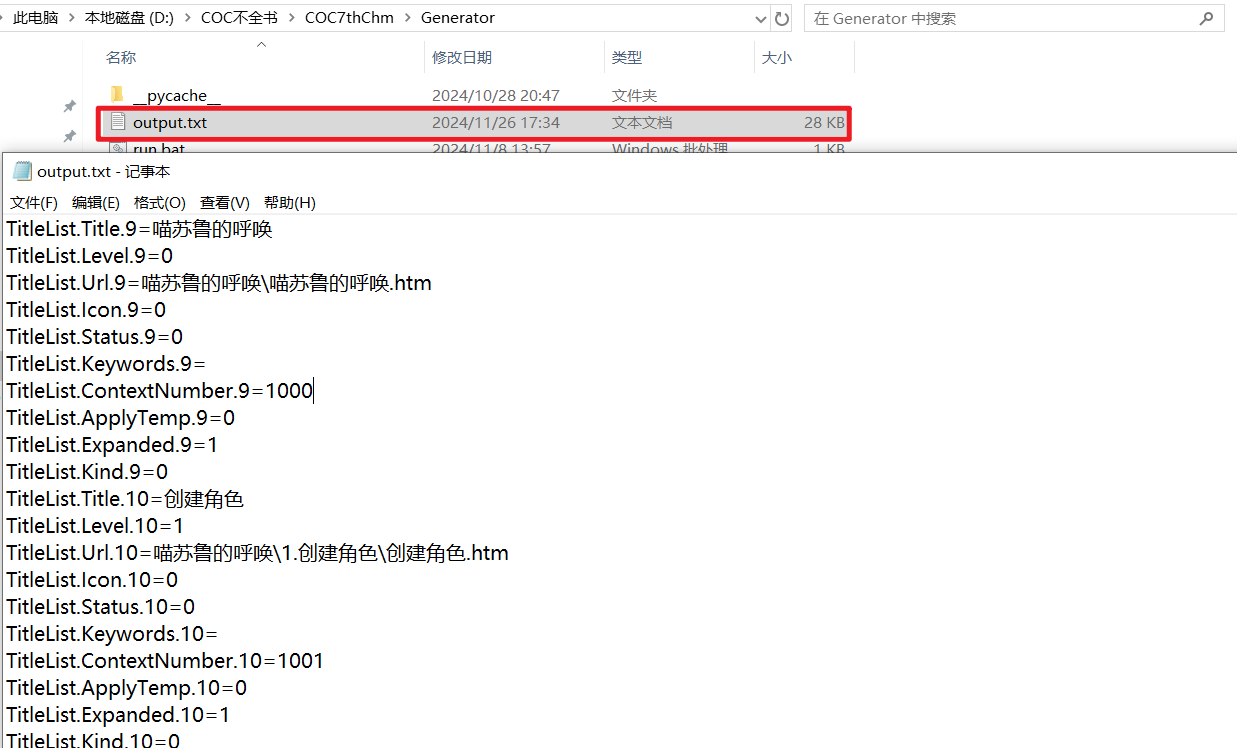 此电脑 > 本地磁盘 (D:) > COC不全书 > COC7thChm > Generator
在 Generator 中搜索
名称 修改日期 类型 大小
__pycache__ 2024/10/28 20:47 文件夹
output.txt 2024/11/26 17:34 文本文档 28 KB
run.bat 2024/11/8 13:57 Windows 批处理 1 KB
output.txt - 记事本
文件(F) 编辑(E) 格式(O) 查看(V) 帮助(H)
TitleList.Title.9=喵苏鲁的呼唤
TitleList.Level.9=0
TitleList.Url.9=喵苏鲁的呼唤\喵苏鲁的呼唤.htm
TitleList.Icon.9=0
TitleList.Status.9=0
TitleList.Keywords.9=
TitleList.ContextNumber.9=1000
TitleList.ApplyTemp.9=0
TitleList.Expanded.9=1
TitleList.Kind.9=0
TitleList.Title.10=创建角色
TitleList.Level.10=1
TitleList.Url.10=喵苏鲁的呼唤\1.创建角色\创建角色.htm
TitleList.Icon.10=0
TitleList.Status.10=0
TitleList.Keywords.10=
TitleList.ContextNumber.10=1001
TitleList.ApplyTemp.10=0
TitleList.Expanded.10=1
TitleList.Kind.10=0